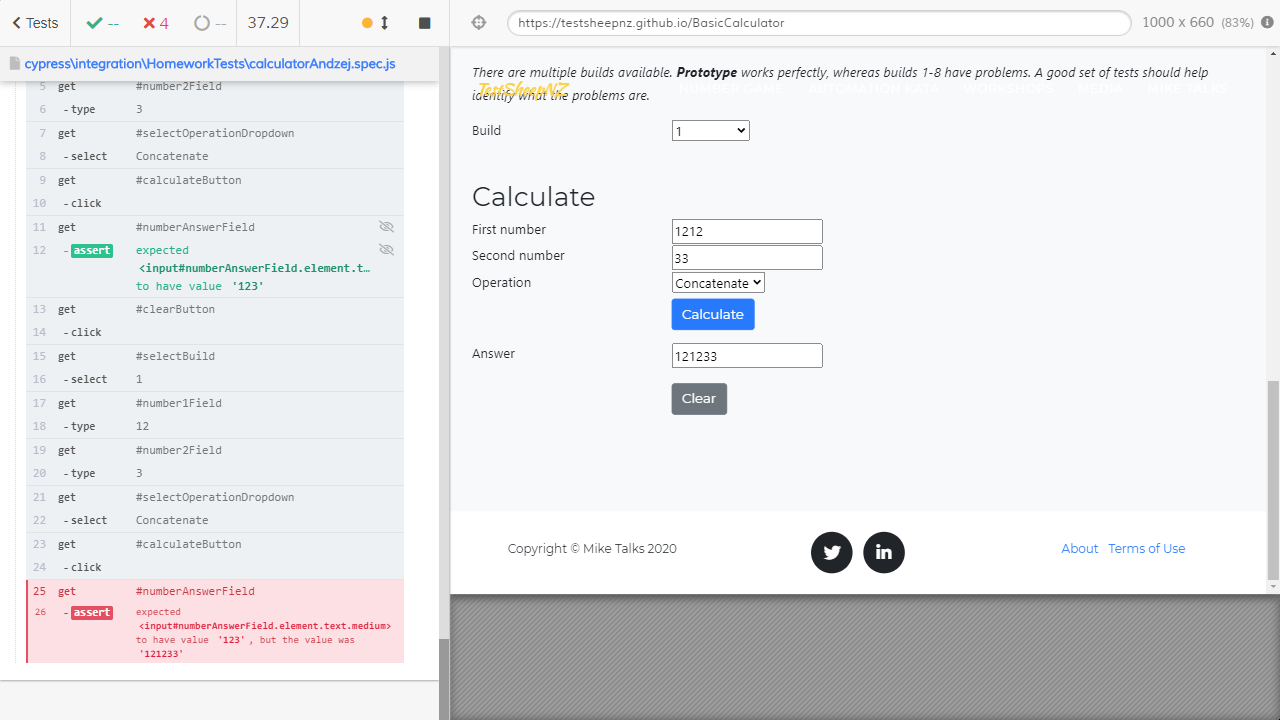 Tests
--
4
--
37.29
https://testsheepnz.github.io/BasicCalculator
1000 x 660 (83%)
cypress\integration\HomeworkTests\calculatorAndzej.spec.js
5 get #number2Field
6 -type 3
7 get #selectOperationDropdown
8 -select Concatenate
9 get #calculateButton
10 -click
11 get #numberAnswerField
12 -assert expected
<input#numberAnswerField.element.t…
to have value '123'
13 get #clearButton
14 -click
15 get #selectBuild
16 -select 1
17 get #number1Field
18 -type 12
19 get #number2Field
20 -type 3
21 get #selectOperationDropdown
22 -select Concatenate
23 get #calculateButton
24 -click
25 get #numberAnswerField
26 -assert expected
<input#numberAnswerField.element.text.medium>
to have value '123', but the value was
'121233'
There are multiple builds available. Prototype works perfectly, whereas builds 1-8 have problems. A good set of tests should help
TestSheepNZ NUMBER GAME AUTOMATION KATA WORKSHOPS MEDIA MIKE TALKS
identify what the problems are.
Build 1
Calculate
First number 1212
Second number 33
Operation Concatenate
Calculate
Answer 121233
Clear
Copyright © Mike Talks 2020
About Terms of Use